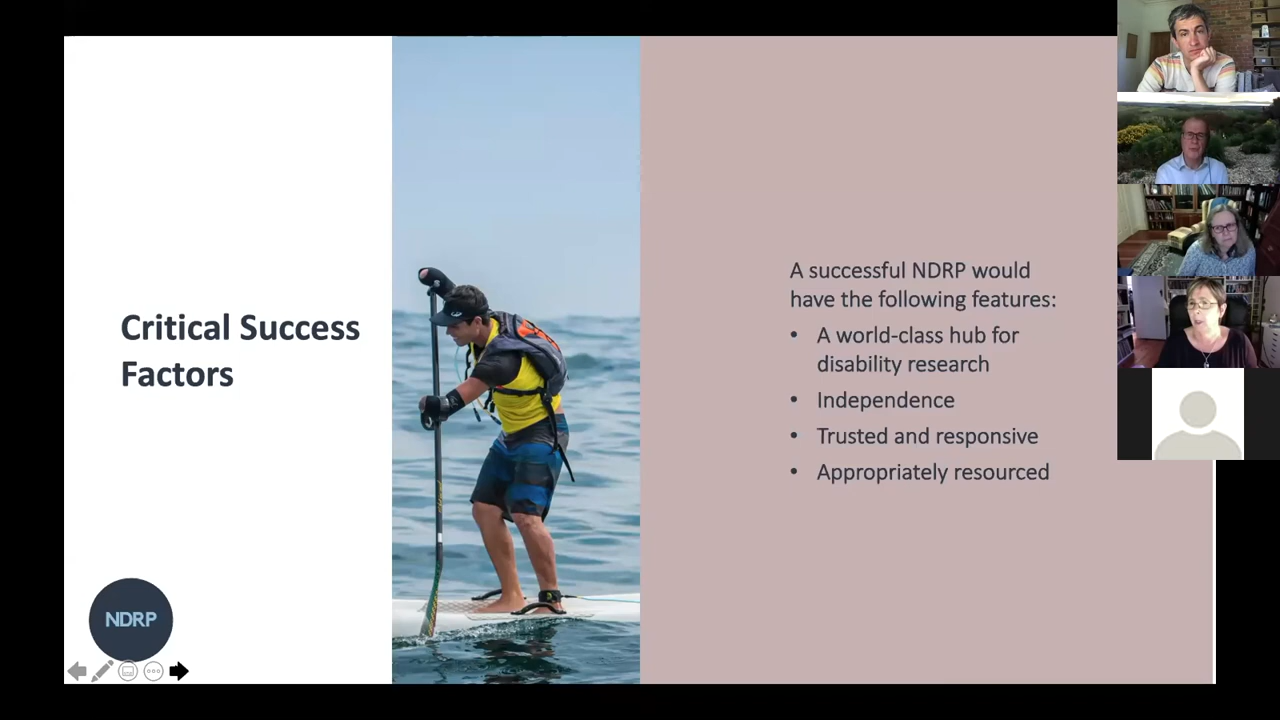 Critical Success
Factors
NDRP
A successful NDRP would
have the following features:
• A world-class hub for
disability research
• Independence
• Trusted and responsive
• Appropriately resourced